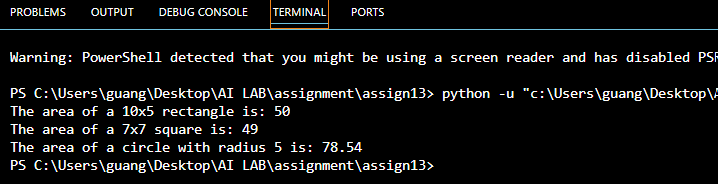 PROBLEMS OUTPUT DEBUG CONSOLE TERMINAL PORTS
Warning: PowerShell detected that you might be using a screen reader and has disabled PSR
PS C:\Users\guang\Desktop\AI LAB\assignment\assign13> python -u "c:\Users\guang\Desktop\A
The area of a 10x5 rectangle is: 50
The area of a 7x7 square is: 49
The area of a circle with radius 5 is: 78.54
PS C:\Users\guang\Desktop\AI LAB\assignment\assign13>